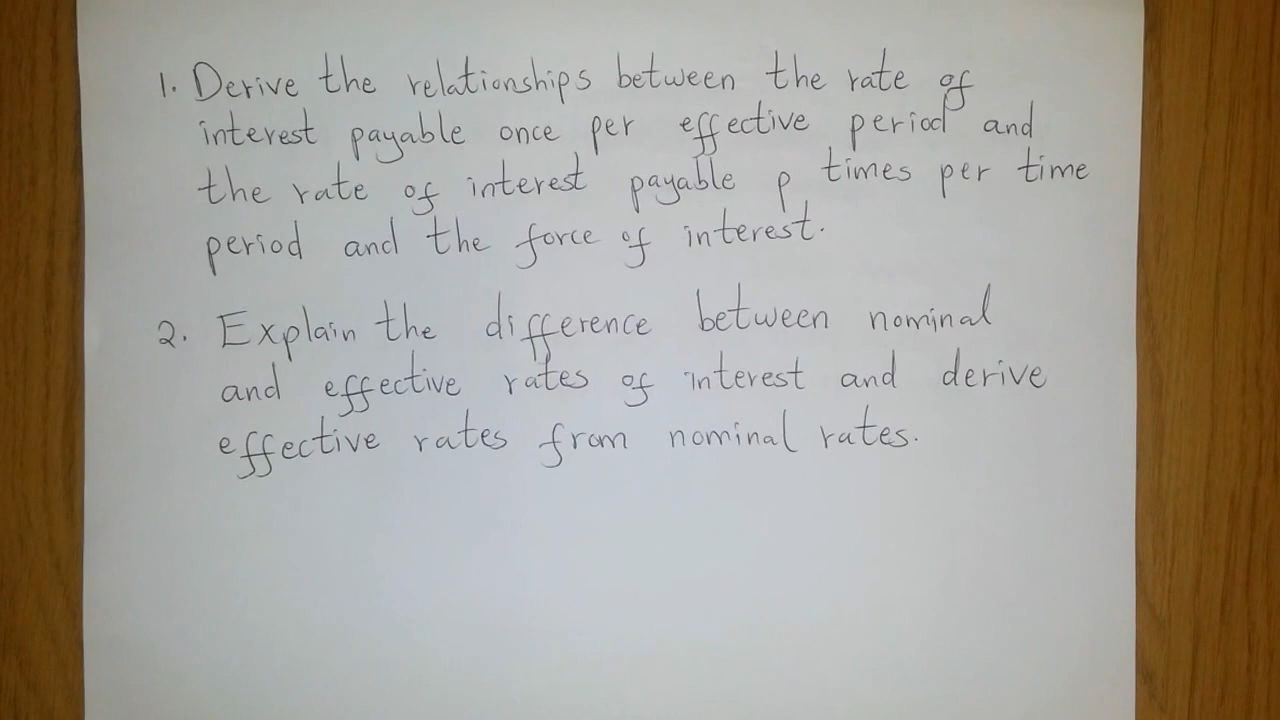 1. Derive the relationships between the rate of
interest payable once per effective period and
the rate of interest payable p times per time
period and the force of interest.
2. Explain the difference between nominal
and effective rates of interest and derive
effective rates from nominal rates.